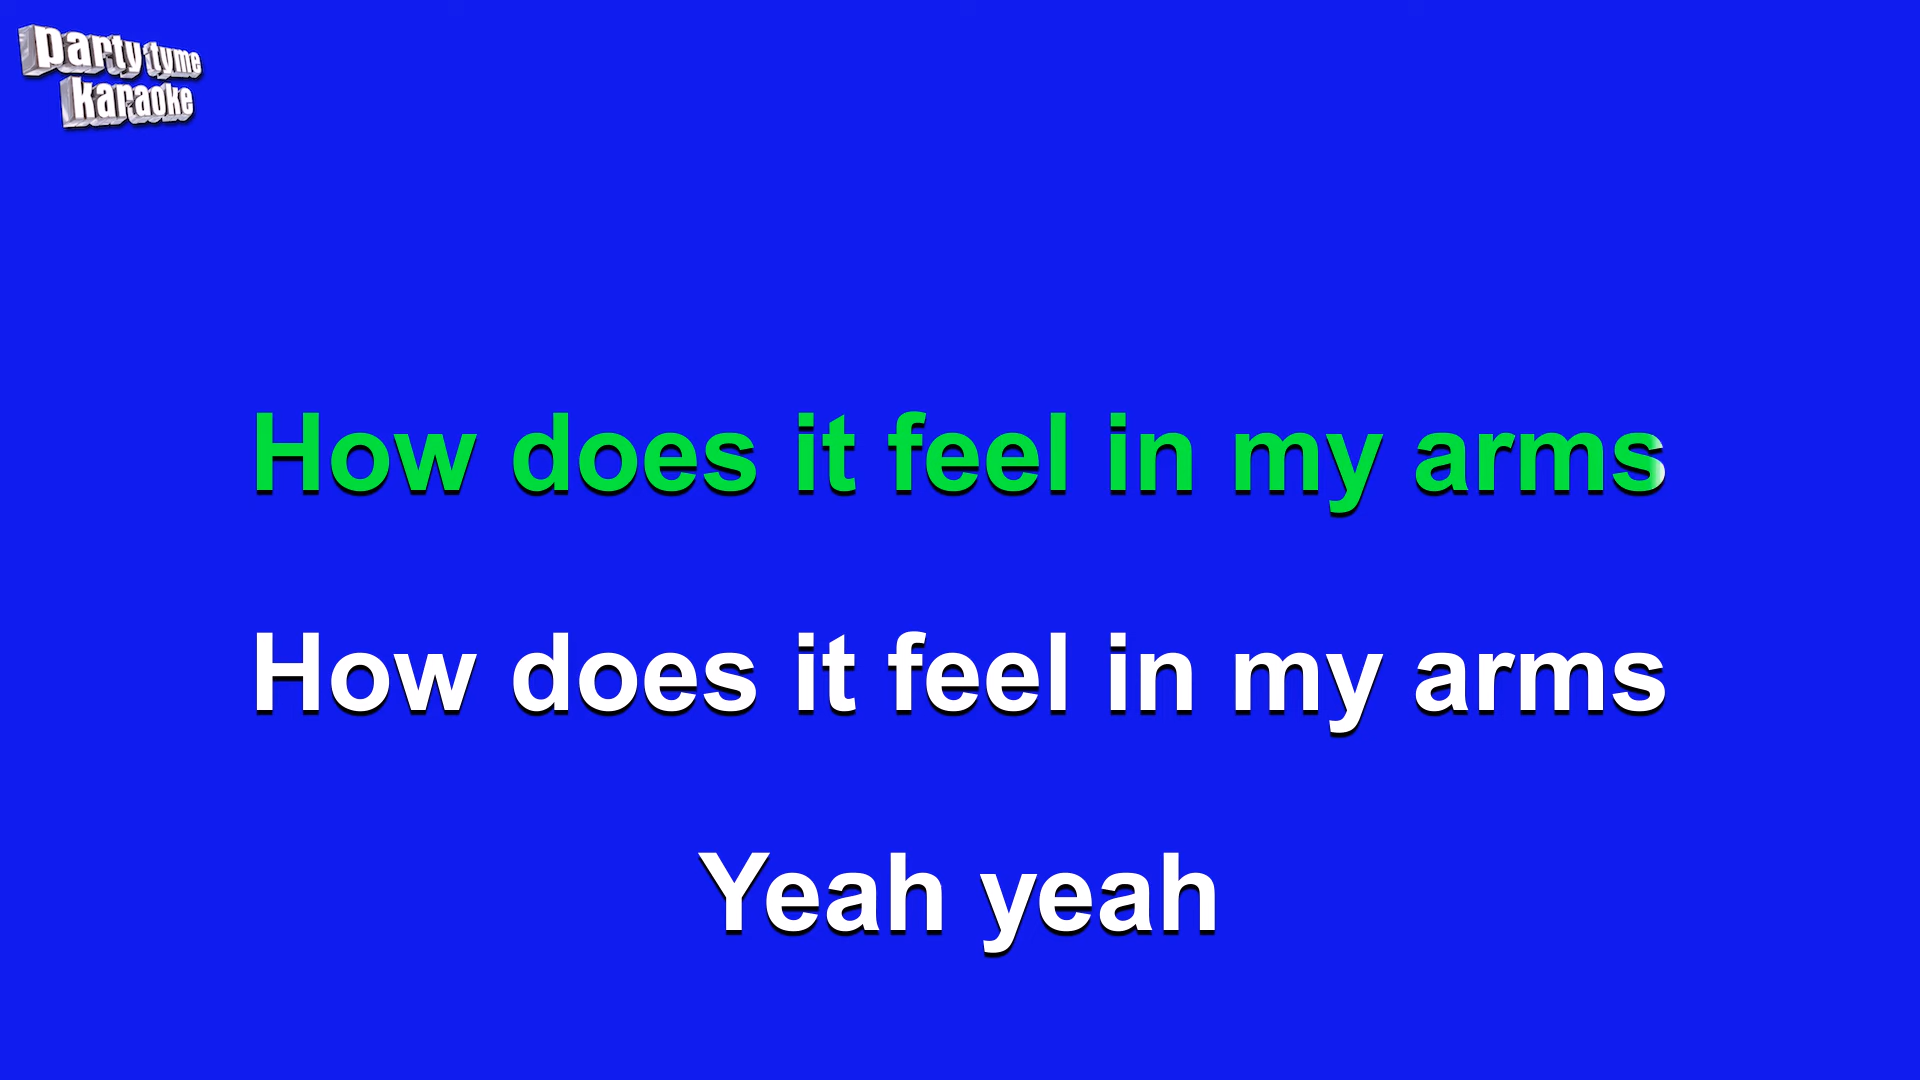 party tyme
karaoke
How does it feel in my arms
How does it feel in my arms
Yeah yeah